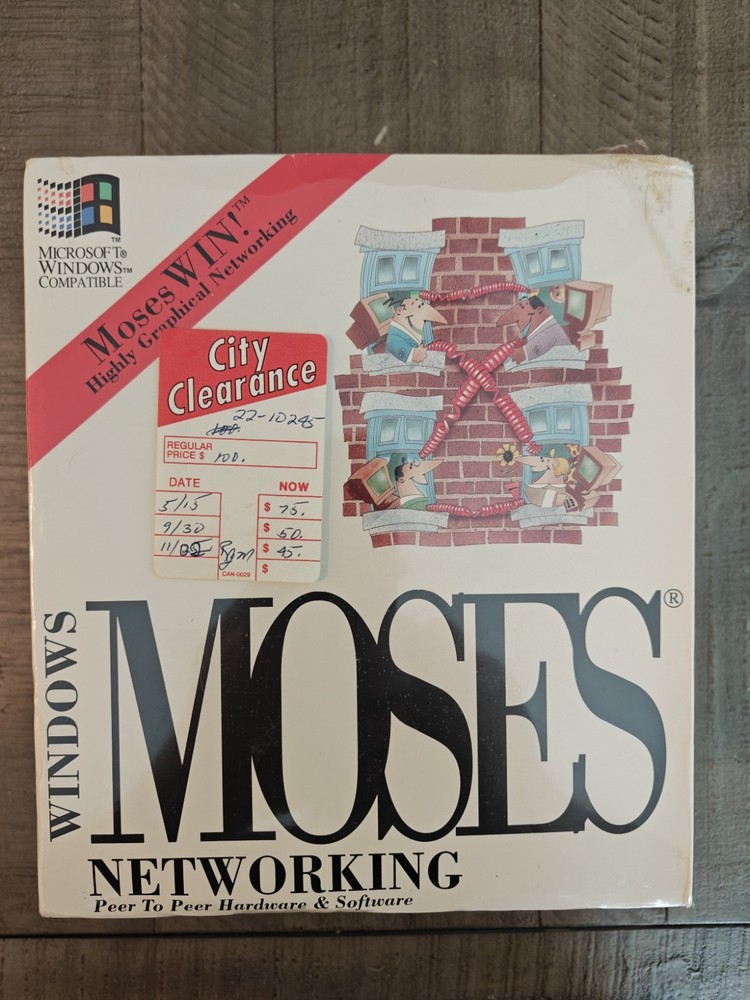 MICROSOFT®
WINDOWS™
COMPATIBLE
Moses WIN!™
Highly Graphical Networking
City
Clearance
22-10245
REGULAR
PRICE $ 100.
DATE
NOW
5/15
$ 75.
9/30
$ 50.
11/
$ 45.
$
CAN-0029
WINDOWS
MOSES®
NETWORKING
Peer To Peer Hardware & Software